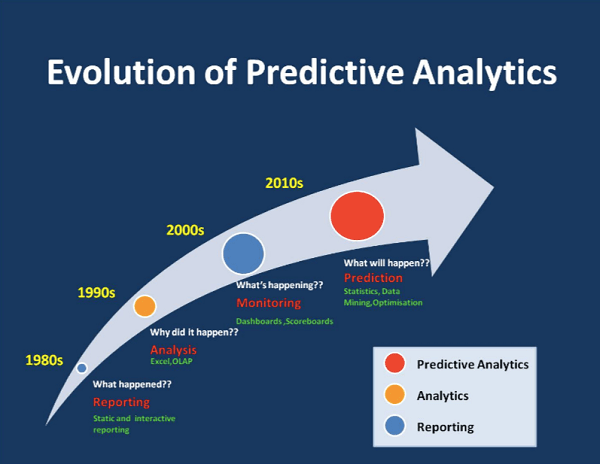 Evolution of Predictive Analytics
1980s
What happened??
Reporting
Static and interactive
reporting
1990s
Why did it happen??
Analysis
Excel,OLAP
2000s
What's happening??
Monitoring
Dashboards ,Scoreboards
2010s
What will happen??
Prediction
Statistics, Data
Mining,Optimisation
Predictive Analytics
Analytics
Reporting